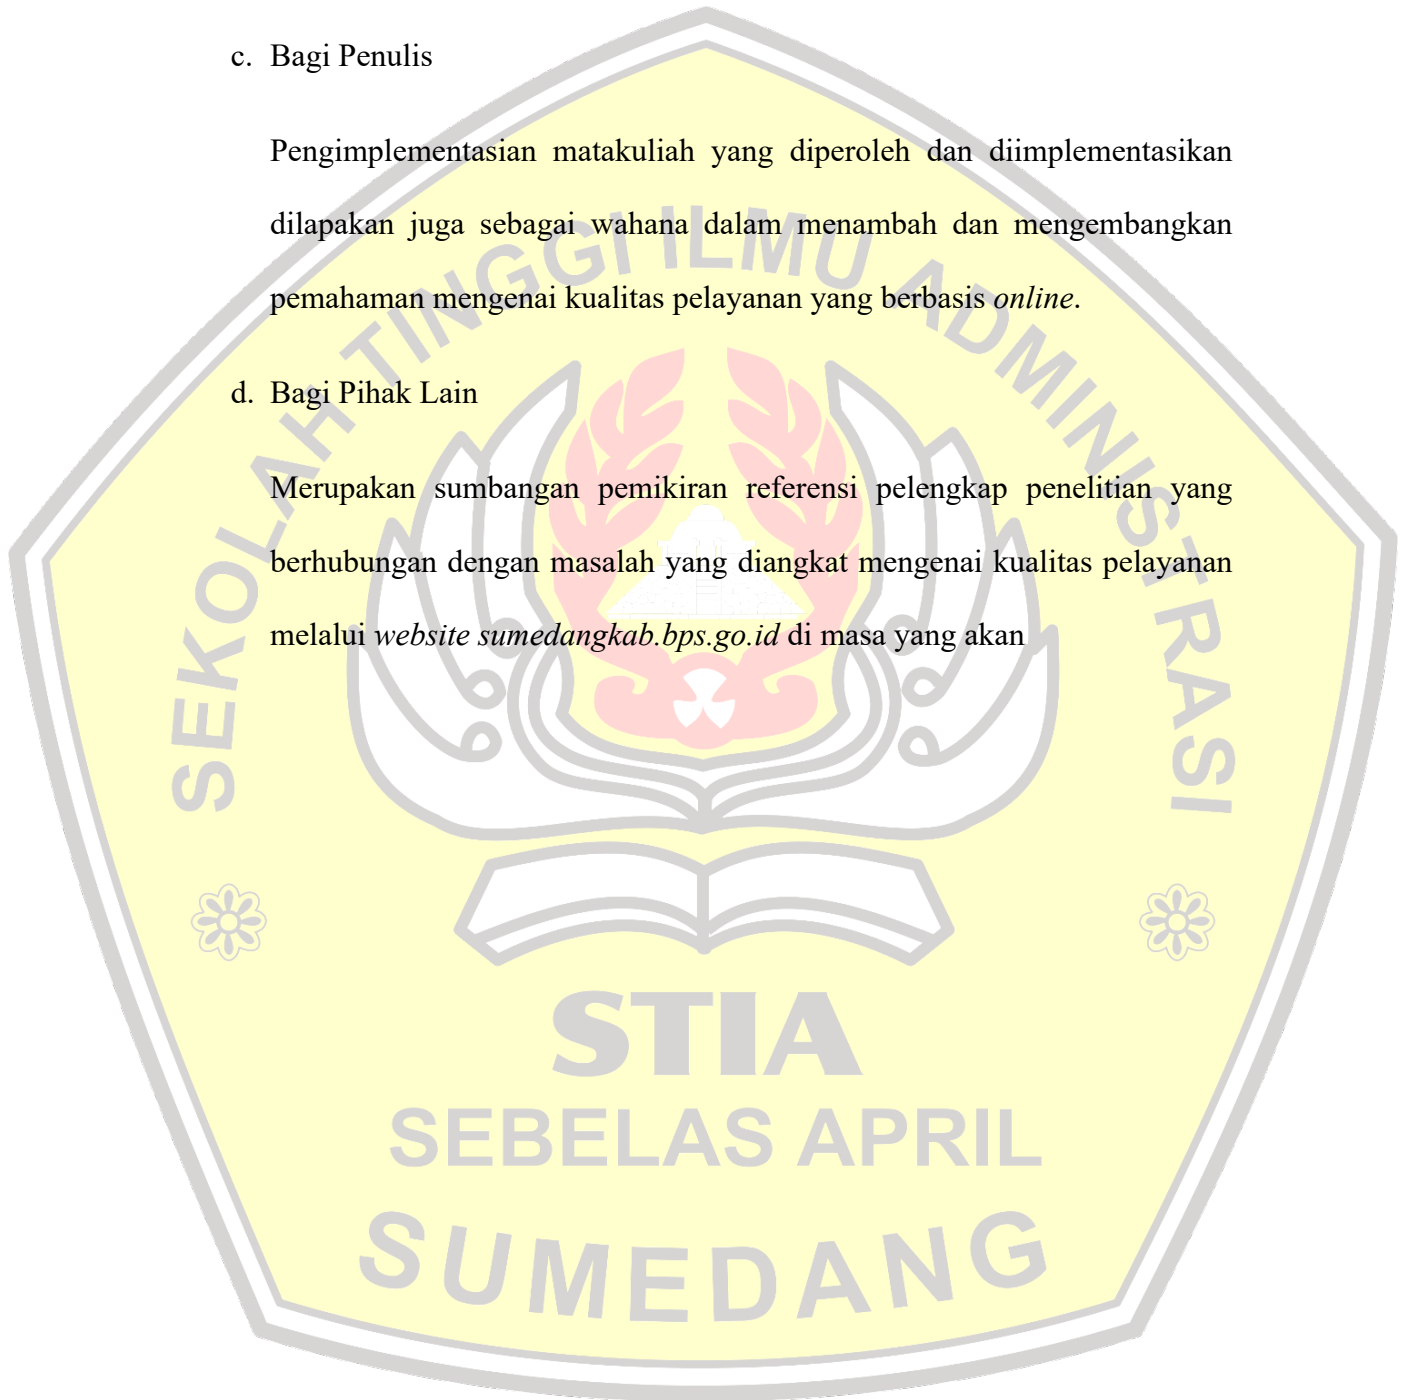 c. Bagi Penulis
Pengimplementasian matakuliah yang diperoleh dan diimplementasikan
dilapakan juga sebagai wahana dalam menambah dan mengembangkan
pemahaman mengenai kualitas pelayanan yang berbasis online.
d. Bagi Pihak Lain
Merupakan sumbangan pemikiran referensi pelengkap penelitian yang
berhubungan dengan masalah yang diangkat mengenai kualitas pelayanan
melalui website sumedangkab.bps.go.id di masa yang akan
SEKOLAH TINGGI ILMU ADMINISTRASI
STIA
SEBELAS APRIL
SUMEDANG